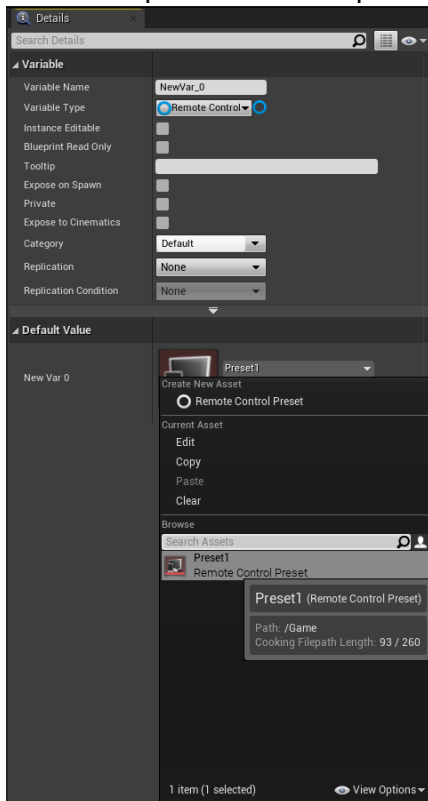 Details
Search Details
Variable
Variable Name NewVar_0
Variable Type Remote Control
Instance Editable
Blueprint Read Only
Tooltip
Expose on Spawn
Private
Expose to Cinematics
Category Default
Replication None
Replication Condition None
Default Value
New Var 0 Preset1
Create New Asset
Remote Control Preset
Current Asset
Edit
Copy
Paste
Clear
Browse
Search Assets
Preset1
Remote Control Preset
Preset1 (Remote Control Preset)
Path: /Game
Cooking Filepath Length: 93 / 260
1 item (1 selected) View Options